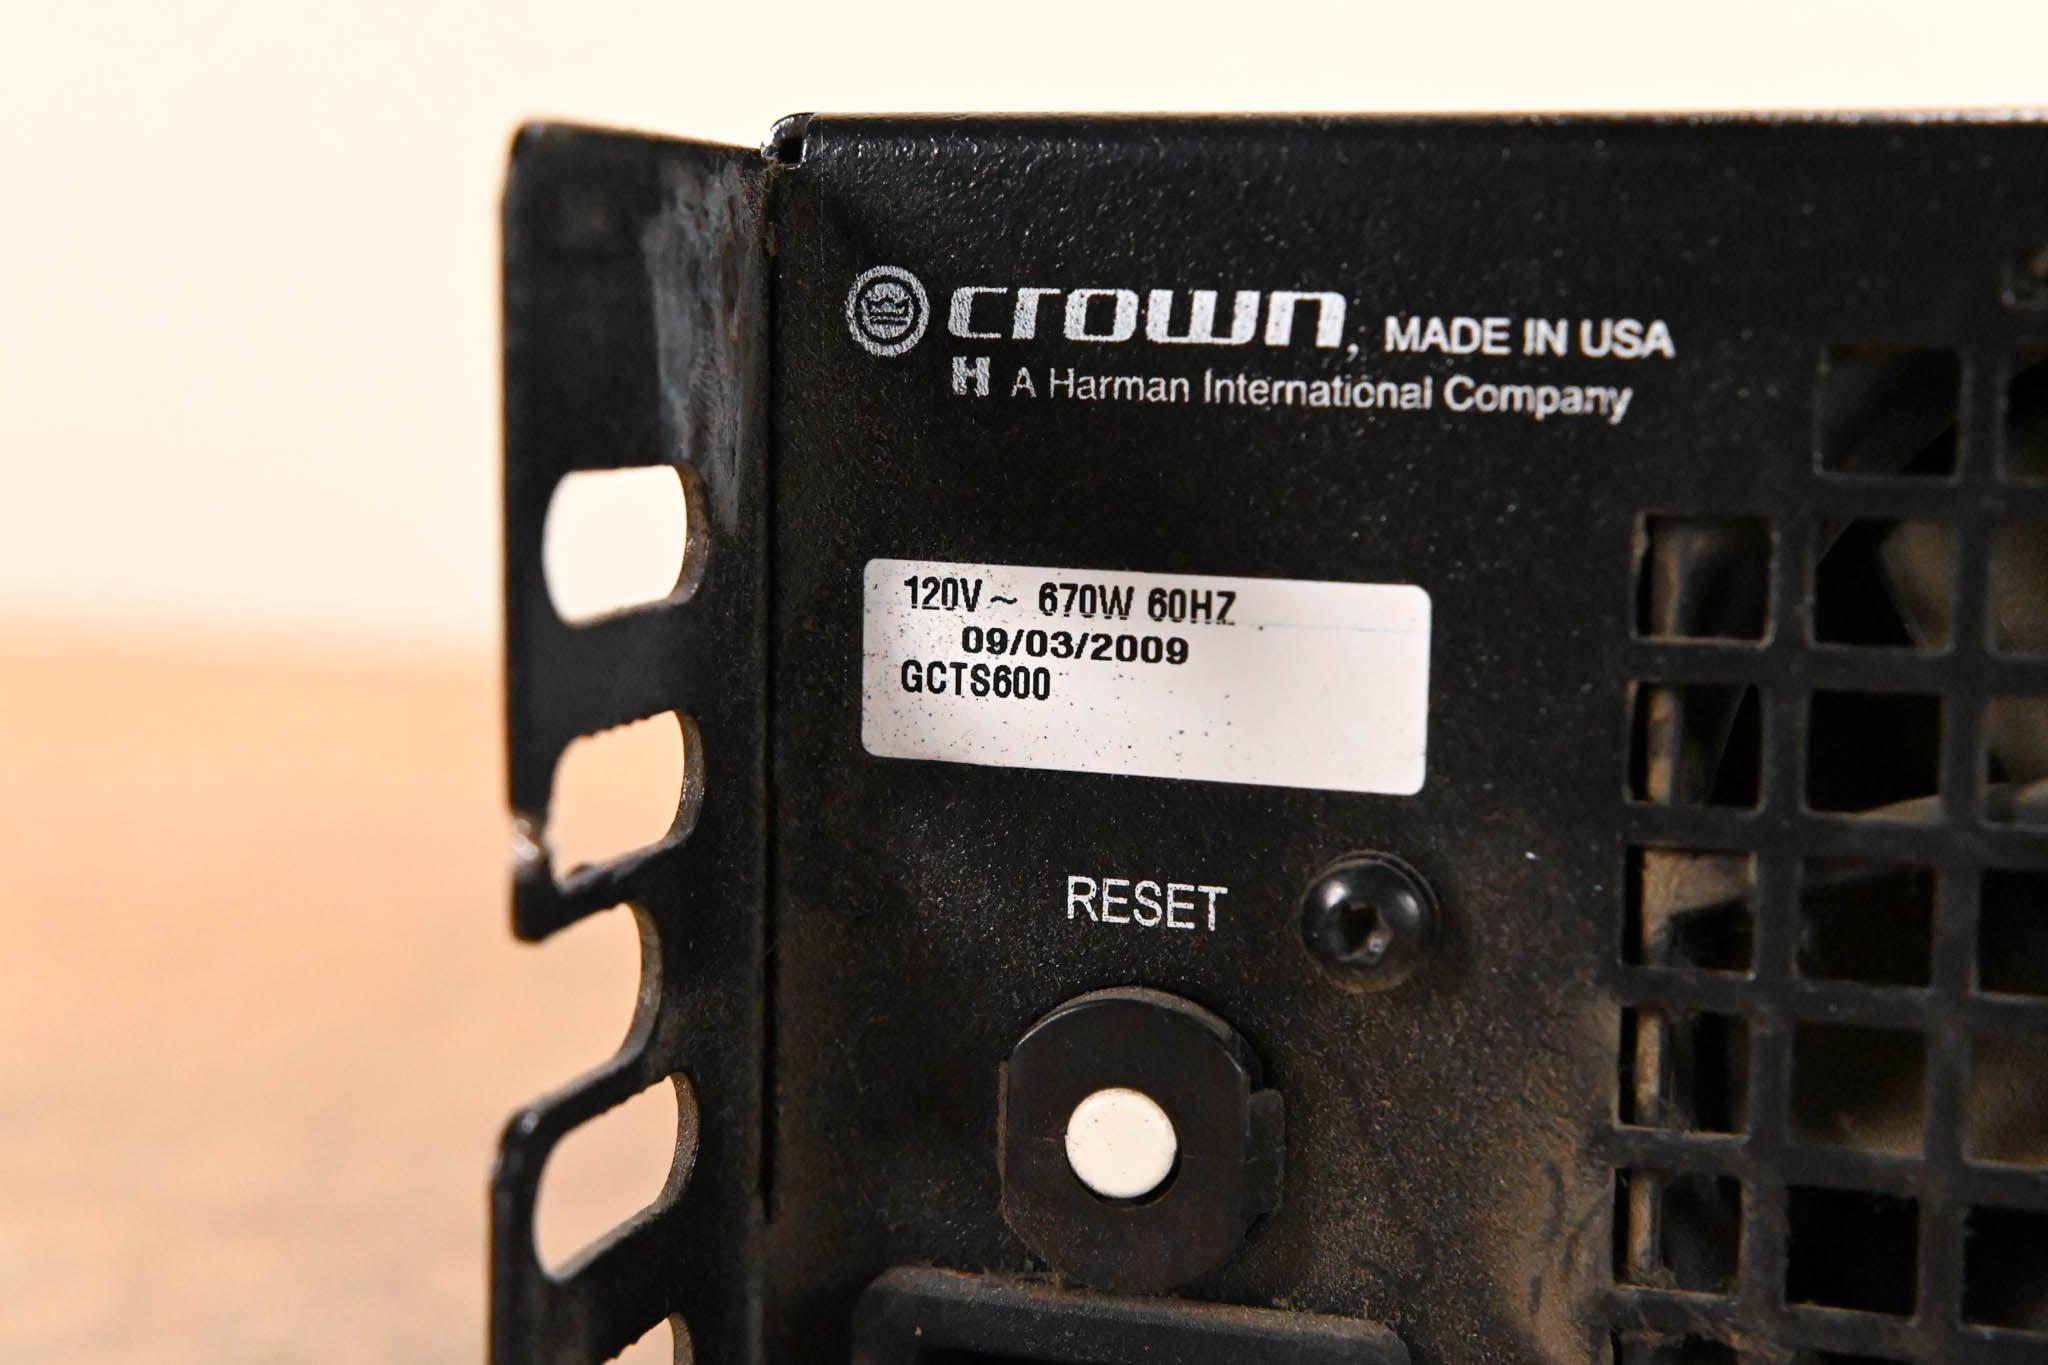 crown, MADE IN USA
H A Harman International Company
120V~ 670W 60HZ
09/03/2009
GCTS600
RESET